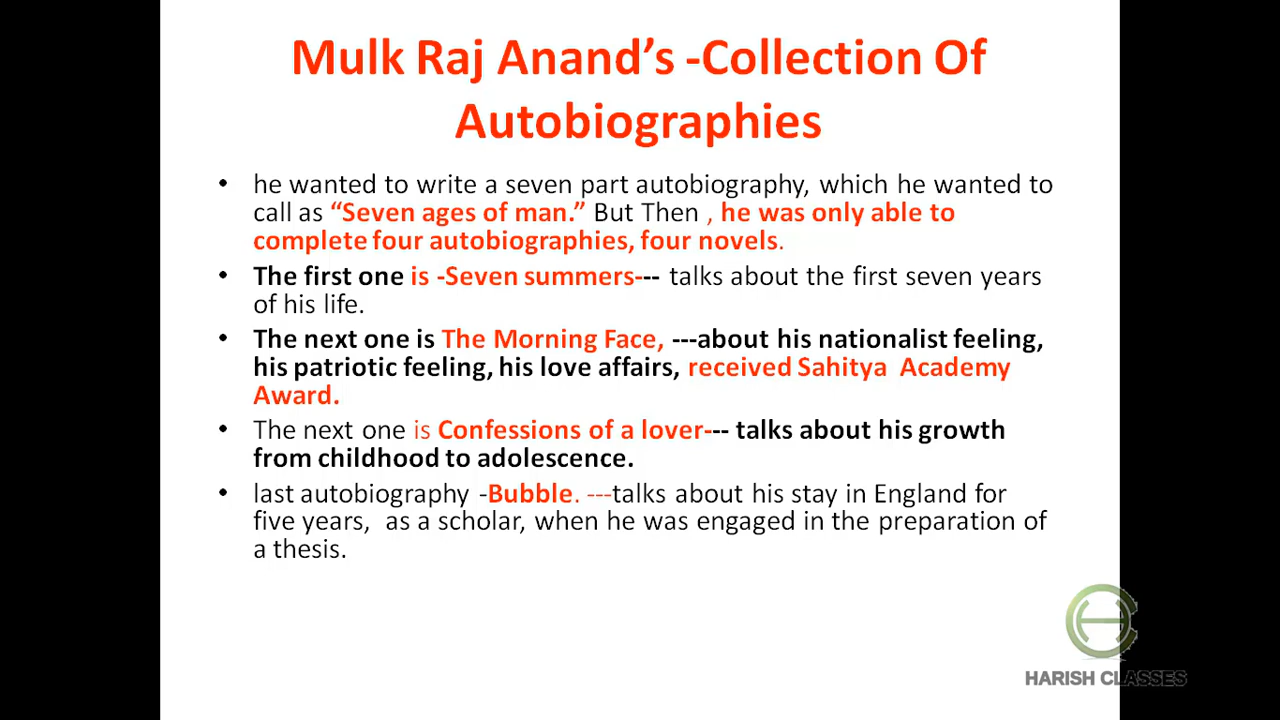 Mulk Raj Anand’s -Collection Of
Autobiographies
• he wanted to write a seven part autobiography, which he wanted to
call as “Seven ages of man.” But Then , he was only able to
complete four autobiographies, four novels.
• The first one is -Seven summers--- talks about the first seven years
of his life.
• The next one is The Morning Face, ---about his nationalist feeling,
his patriotic feeling, his love affairs, received Sahitya Academy
Award.
• The next one is Confessions of a lover--- talks about his growth
from childhood to adolescence.
• last autobiography -Bubble. ---talks about his stay in England for
five years, as a scholar, when he was engaged in the preparation of
a thesis.
HARISH CLASSES